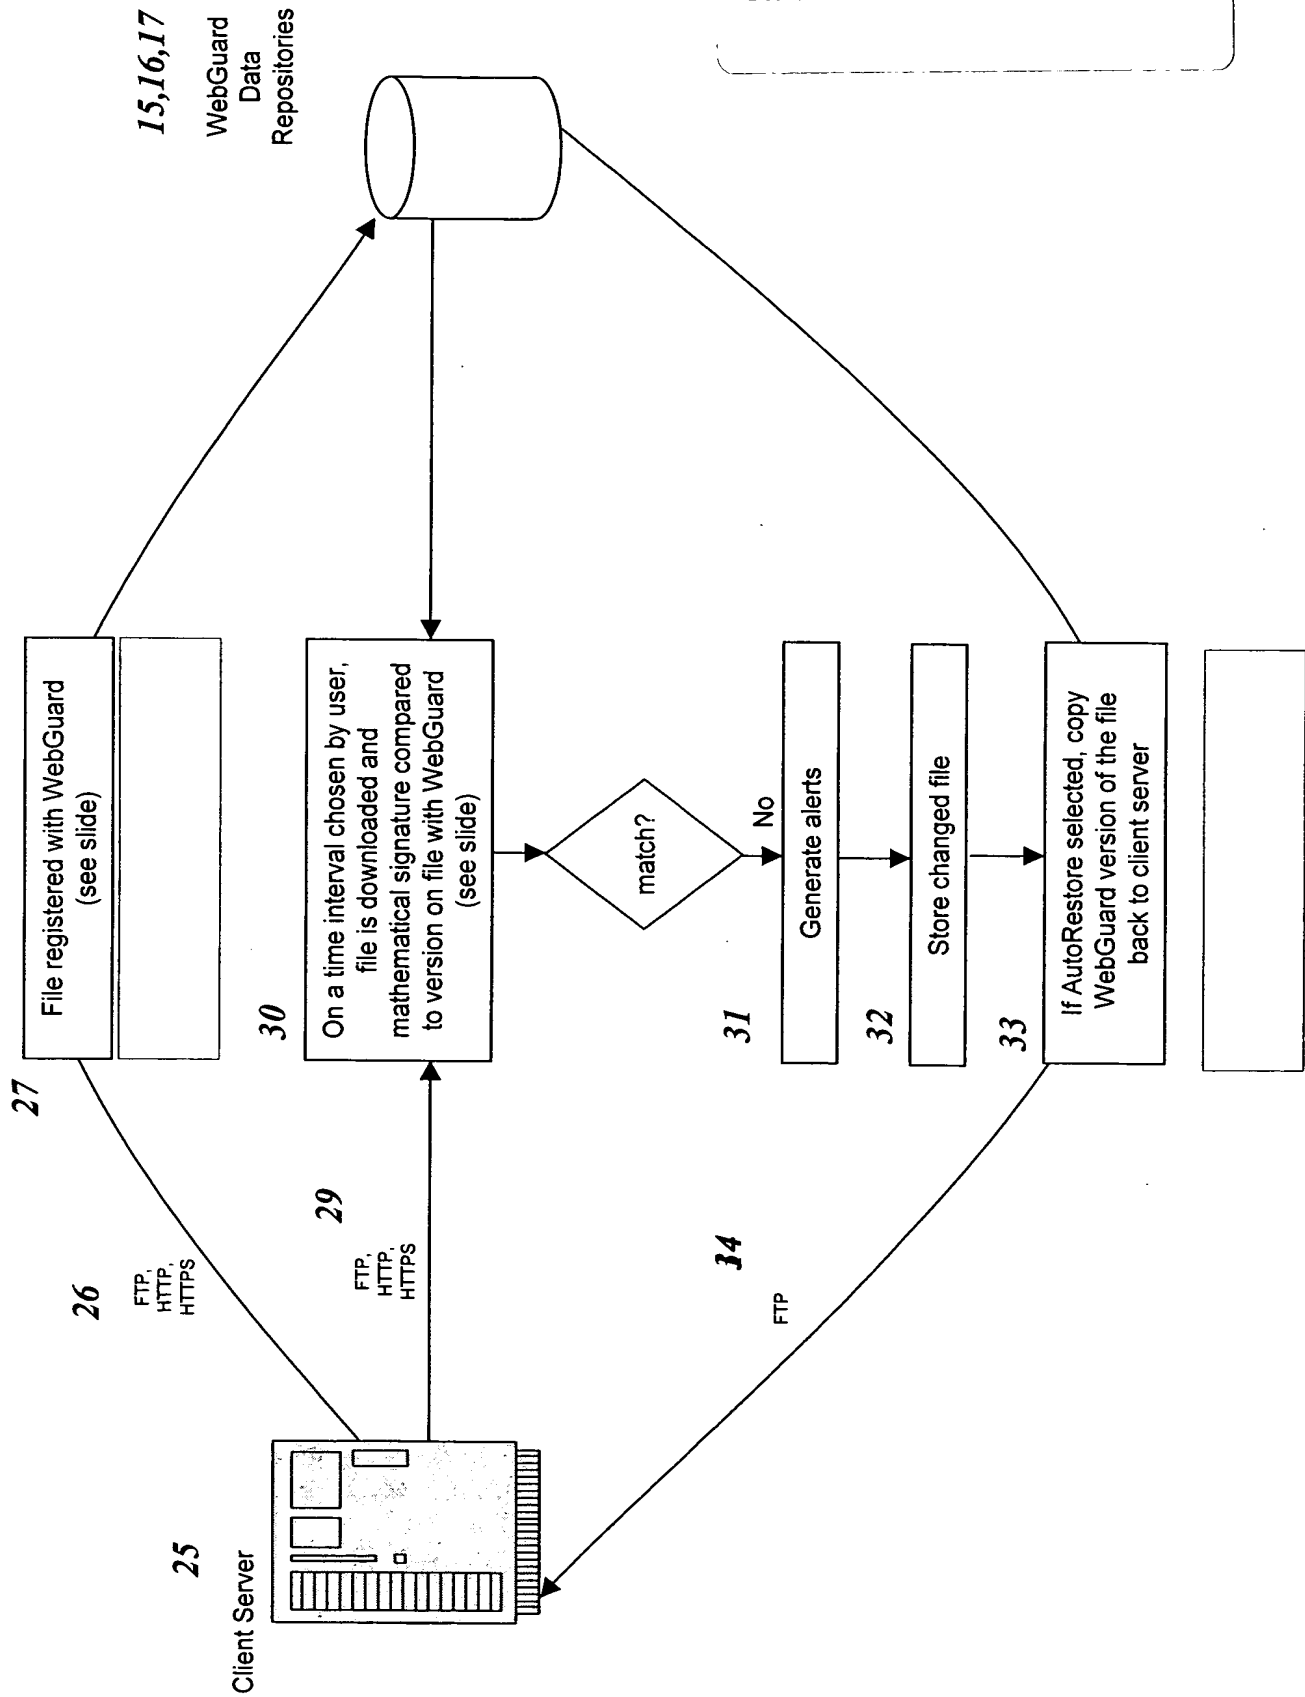 27
File registered with WebGuard
(see slide)
15,16,17
WebGuard
Data
Repositories
26
FTP,
HTTP,
HTTPS
25
Client Server
29
FTP,
HTTP,
HTTPS
30
On a time interval chosen by user,
file is downloaded and
mathematical signature compared
to version on file with WebGuard
(see slide)
match?
No
31
Generate alerts
32
Store changed file
33
If AutoRestore selected, copy
WebGuard version of the file
back to client server
34
FTP